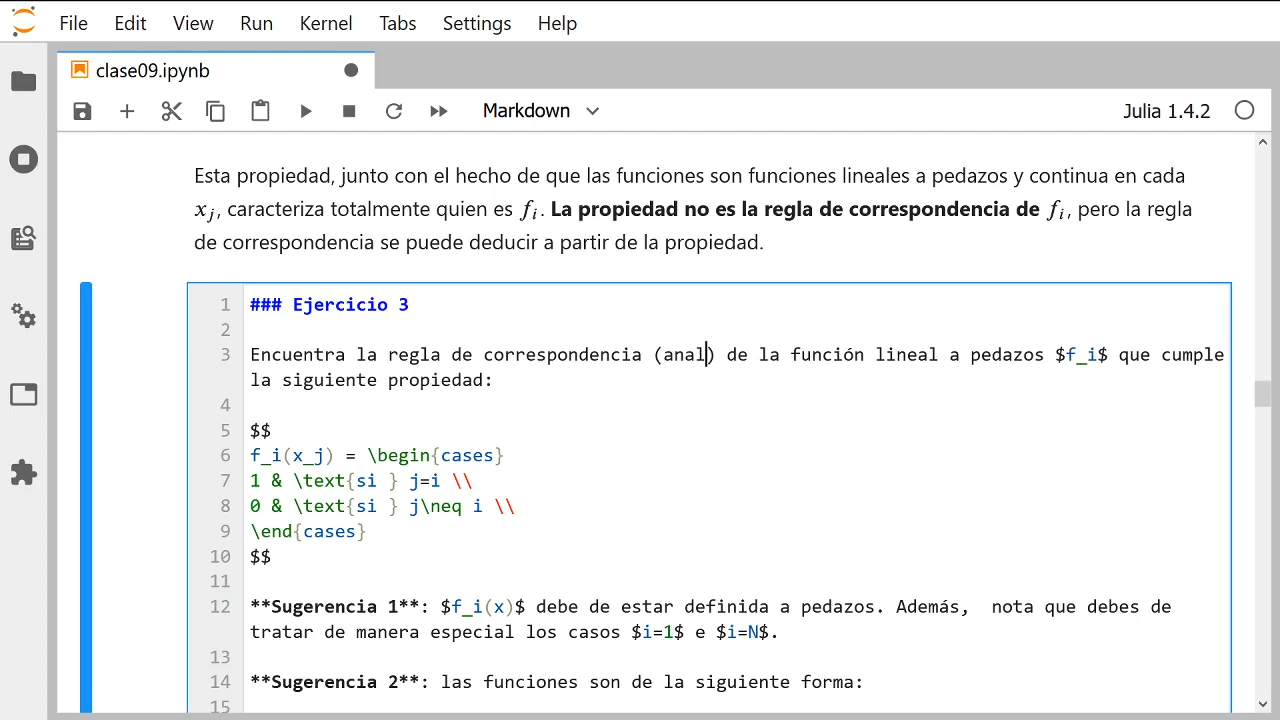 File Edit View Run Kernel Tabs Settings Help
clase09.ipynb
Markdown
Julia 1.4.2
Esta propiedad, junto con el hecho de que las funciones son funciones lineales a pedazos y continua en cada
xⱼ, caracteriza totalmente quien es fᵢ. La propiedad no es la regla de correspondencia de fᵢ, pero la regla
de correspondencia se puede deducir a partir de la propiedad.
1 ### Ejercicio 3
2
3 Encuentra la regla de correspondencia (anal) de la función lineal a pedazos $f_i$ que cumple
la siguiente propiedad:
4
5 $$
6 f_i(x_j) = \begin{cases}
7 1 & \text{si } j=i \\
8 0 & \text{si } j\neq i \\
9 \end{cases}
10 $$
11
12 **Sugerencia 1**: $f_i(x)$ debe de estar definida a pedazos. Además,  nota que debes de
tratar de manera especial los casos $i=1$ e $i=N$.
13
14 **Sugerencia 2**: las funciones son de la siguiente forma:
15